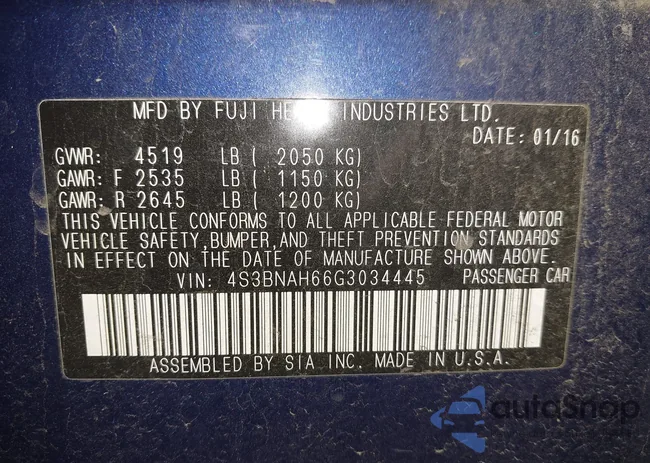 MFD BY FUJI HEAVY INDUSTRIES LTD.
DATE: 01/16
GVWR: 4519 LB ( 2050 KG)
GAWR: F 2535 LB ( 1150 KG)
GAWR: R 2645 LB ( 1200 KG)
THIS VEHICLE CONFORMS TO ALL APPLICABLE FEDERAL MOTOR
VEHICLE SAFETY,BUMPER,AND THEFT PREVENTION STANDARDS
IN EFFECT ON THE DATE OF MANUFACTURE SHOWN ABOVE.
VIN: 4S3BNAH66G3034445 PASSENGER CAR
ASSEMBLED BY SIA INC. MADE IN U.S.A.
autoSnap